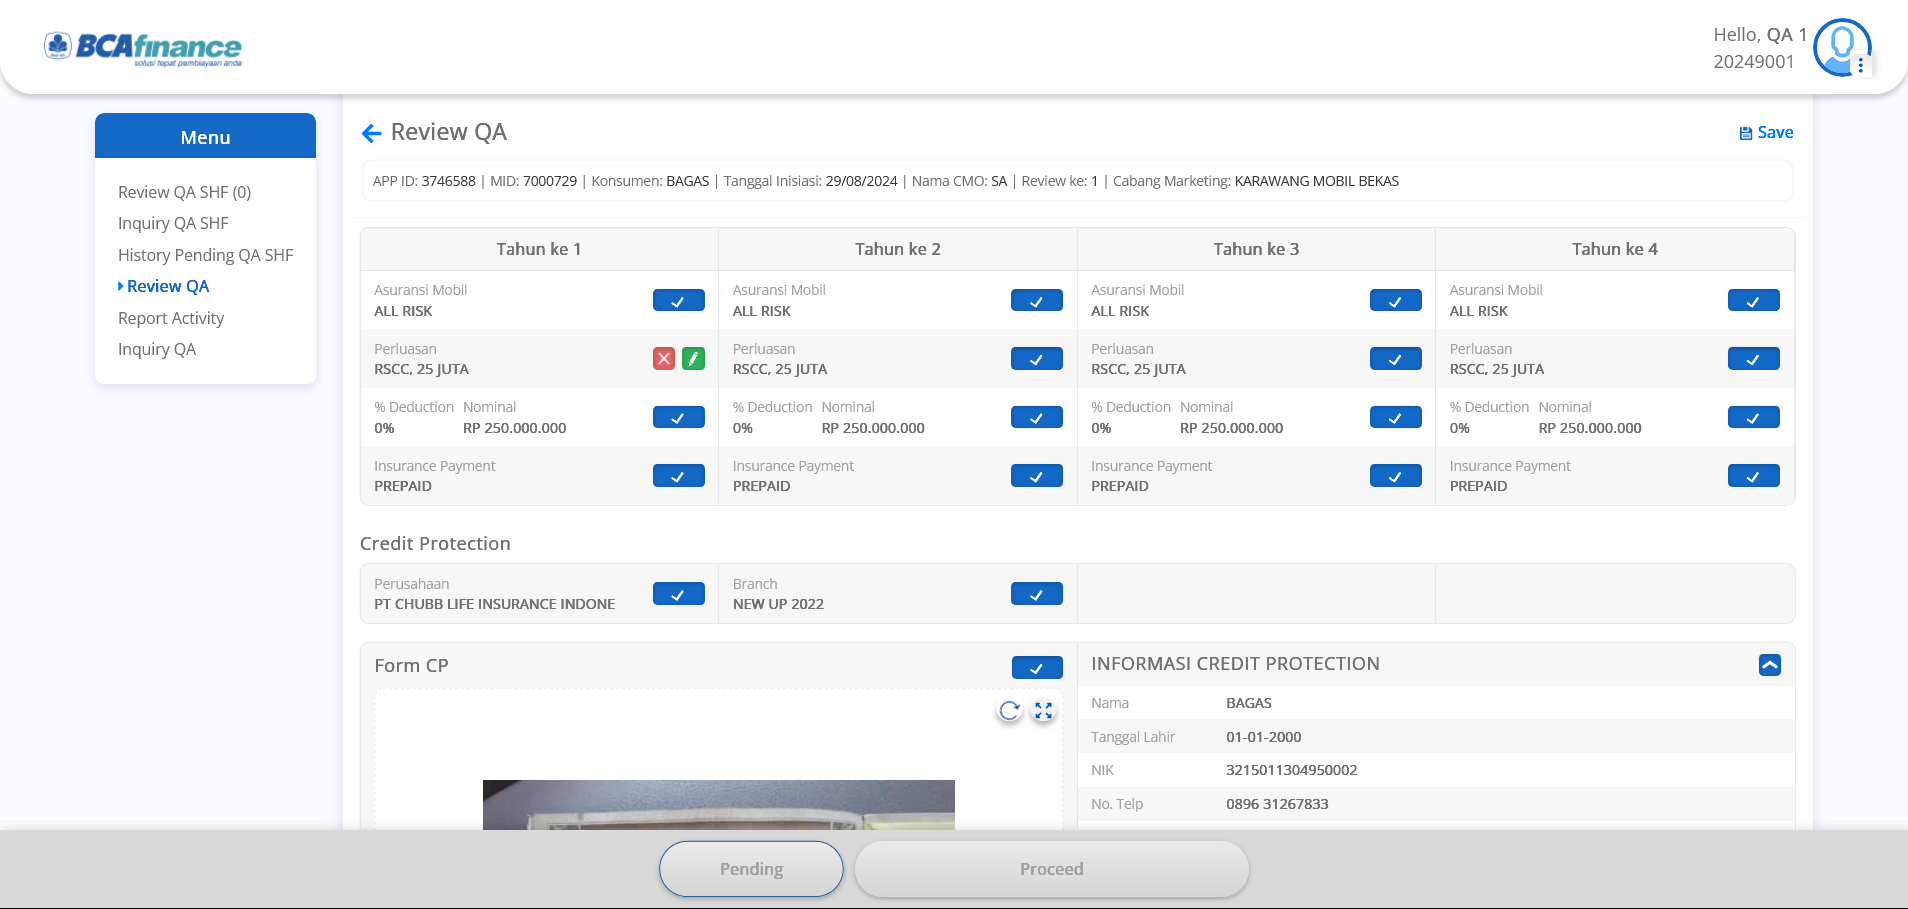 BCAfinance
solusi tepat pembiayaan anda
Hello, QA 1
20249001
Menu
Review QA SHF (0)
Inquiry QA SHF
History Pending QA SHF
Review QA
Report Activity
Inquiry QA
Review QA
Save
APP ID: 3746588 | MID: 7000729 | Konsumen: BAGAS | Tanggal Inisiasi: 29/08/2024 | Nama CMO: SA | Review ke: 1 | Cabang Marketing: KARAWANG MOBIL BEKAS
Tahun ke 1 Tahun ke 2 Tahun ke 3 Tahun ke 4
Asuransi Mobil Asuransi Mobil Asuransi Mobil Asuransi Mobil
ALL RISK ALL RISK ALL RISK ALL RISK
Perluasan Perluasan Perluasan Perluasan
RSCC, 25 JUTA RSCC, 25 JUTA RSCC, 25 JUTA RSCC, 25 JUTA
% Deduction Nominal % Deduction Nominal % Deduction Nominal % Deduction Nominal
0% RP 250.000.000 0% RP 250.000.000 0% RP 250.000.000 0% RP 250.000.000
Insurance Payment Insurance Payment Insurance Payment Insurance Payment
PREPAID PREPAID PREPAID PREPAID
Credit Protection
Perusahaan Branch
PT CHUBB LIFE INSURANCE INDONE NEW UP 2022
Form CP
INFORMASI CREDIT PROTECTION
Nama BAGAS
Tanggal Lahir 01-01-2000
NIK 3215011304950002
No. Telp 0896 31267833
Pending Proceed